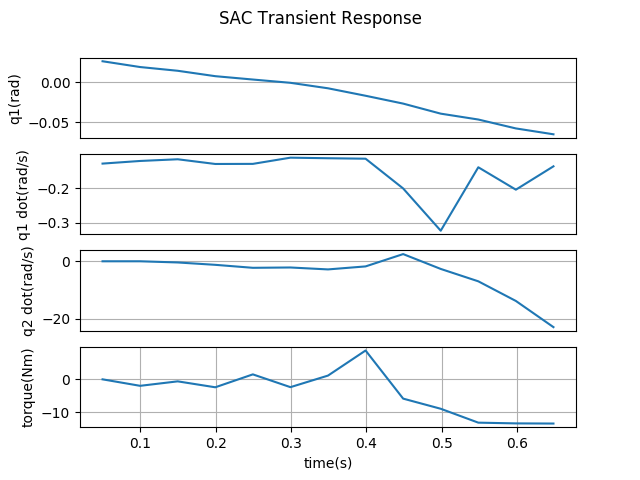 SAC Transient Response
q1(rad)
0.00
−0.05
q1 dot(rad/s)
−0.2
−0.3
q2 dot(rad/s)
0
−20
torque(Nm)
0
−10
0.1 0.2 0.3 0.4 0.5 0.6
time(s)